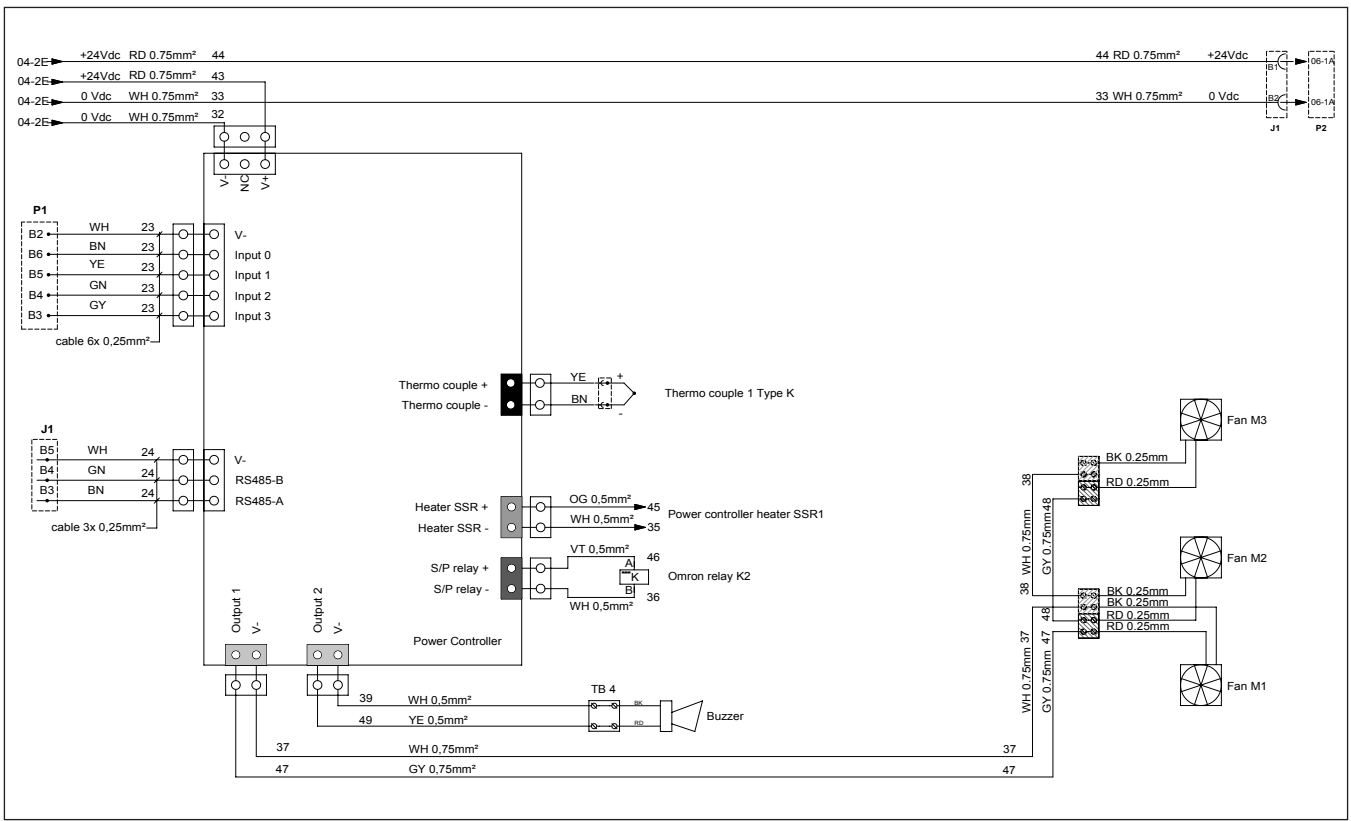 04-2E +24Vdc RD 0.75mm² 44 44 RD 0.75mm² +24Vdc B1 06-1A
04-2E +24Vdc RD 0.75mm² 43
04-2E 0 Vdc WH 0.75mm² 33 33 WH 0.75mm² 0 Vdc B2 06-1A
04-2E 0 Vdc WH 0.75mm² 32
J1 P2
V- NC V+
P1
B2 WH 23 V-
B6 BN 23 Input 0
B5 YE 23 Input 1
B4 GN 23 Input 2
B3 GY 23 Input 3
cable 6x 0,25mm²
Thermo couple + YE +
Thermo couple 1 Type K
Thermo couple - BN -
J1
B5 WH 24 V-
B4 GN 24 RS485-B
B3 BN 24 RS485-A
cable 3x 0,25mm²
Heater SSR + OG 0,5mm² 45
Power controller heater SSR1
Heater SSR - WH 0,5mm² 35
S/P relay + VT 0,5mm² 46
A
K Omron relay K2
S/P relay - B 36
WH 0,5mm²
Output 1 V- Output 2 V-
Power Controller
Fan M3
BK 0.25mm
RD 0.25mm
38 WH 0.75mm² 38
48 GY 0.75mm² 48
Fan M2
BK 0.25mm
BK 0.25mm
RD 0.25mm
RD 0.25mm
37 WH 0.75mm²
47 GY 0.75mm²
Fan M1
TB 4
39 WH 0,5mm² BK
Buzzer
49 YE 0,5mm² RD
37 WH 0,75mm² 37
47 GY 0,75mm² 47